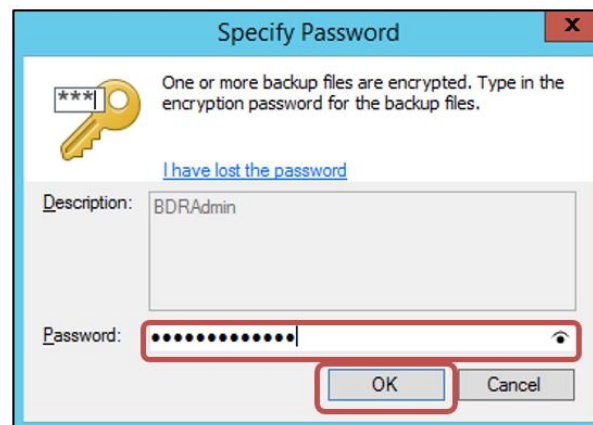 Specify Password
x
***
One or more backup files are encrypted. Type in the
encryption password for the backup files.
I have lost the password
Description:
BDRAdmin
Password:
●●●●●●●●●●●●●
OK
Cancel